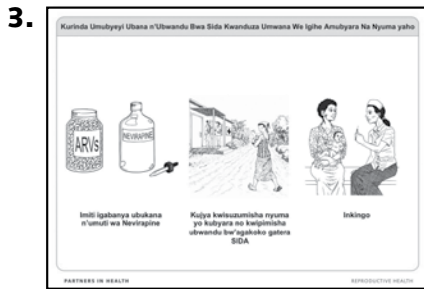 3.
Kurinda Umubyeyi Ubana n'Ubwandu Bwa Sida Kwanduza Umwana We Igihe Amubyara Na Nyuma yaho
ARVs
NEVIRAPINE
Imiti igabanya ubukana
n'umuti wa Nevirapine
Kujya kwisuzumisha nyuma
yo kubyara no kwipimisha
ubwandu bw'agakoko gatera
SIDA
Inkingo
PARTNERS IN HEALTH
REPRODUCTIVE HEALTH